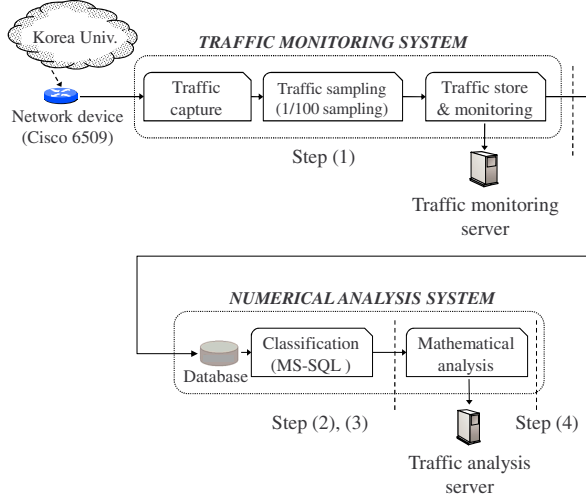 Korea Univ.
TRAFFIC MONITORING SYSTEM
Network device
(Cisco 6509)
Traffic
capture
Traffic sampling
(1/100 sampling)
Traffic store
& monitoring
Step (1)
Traffic monitoring
server
NUMERICAL ANALYSIS SYSTEM
Database
Classification
(MS-SQL )
Mathematical
analysis
Step (2), (3)
Step (4)
Traffic analysis
server